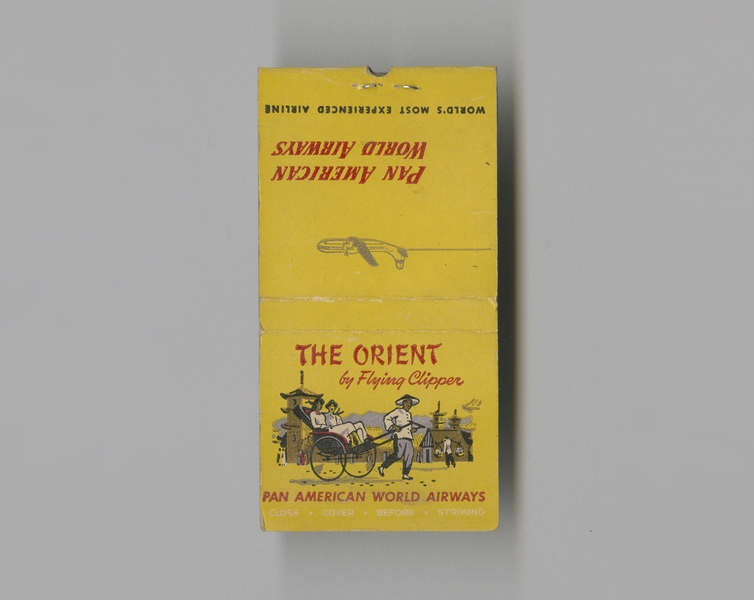 WORLD'S MOST EXPERIENCED AIRLINE
PAN AMERICAN
WORLD AIRWAYS
THE ORIENT
by Flying Clipper
PAN AMERICAN WORLD AIRWAYS
CLOSE • COVER • BEFORE • STRIKING